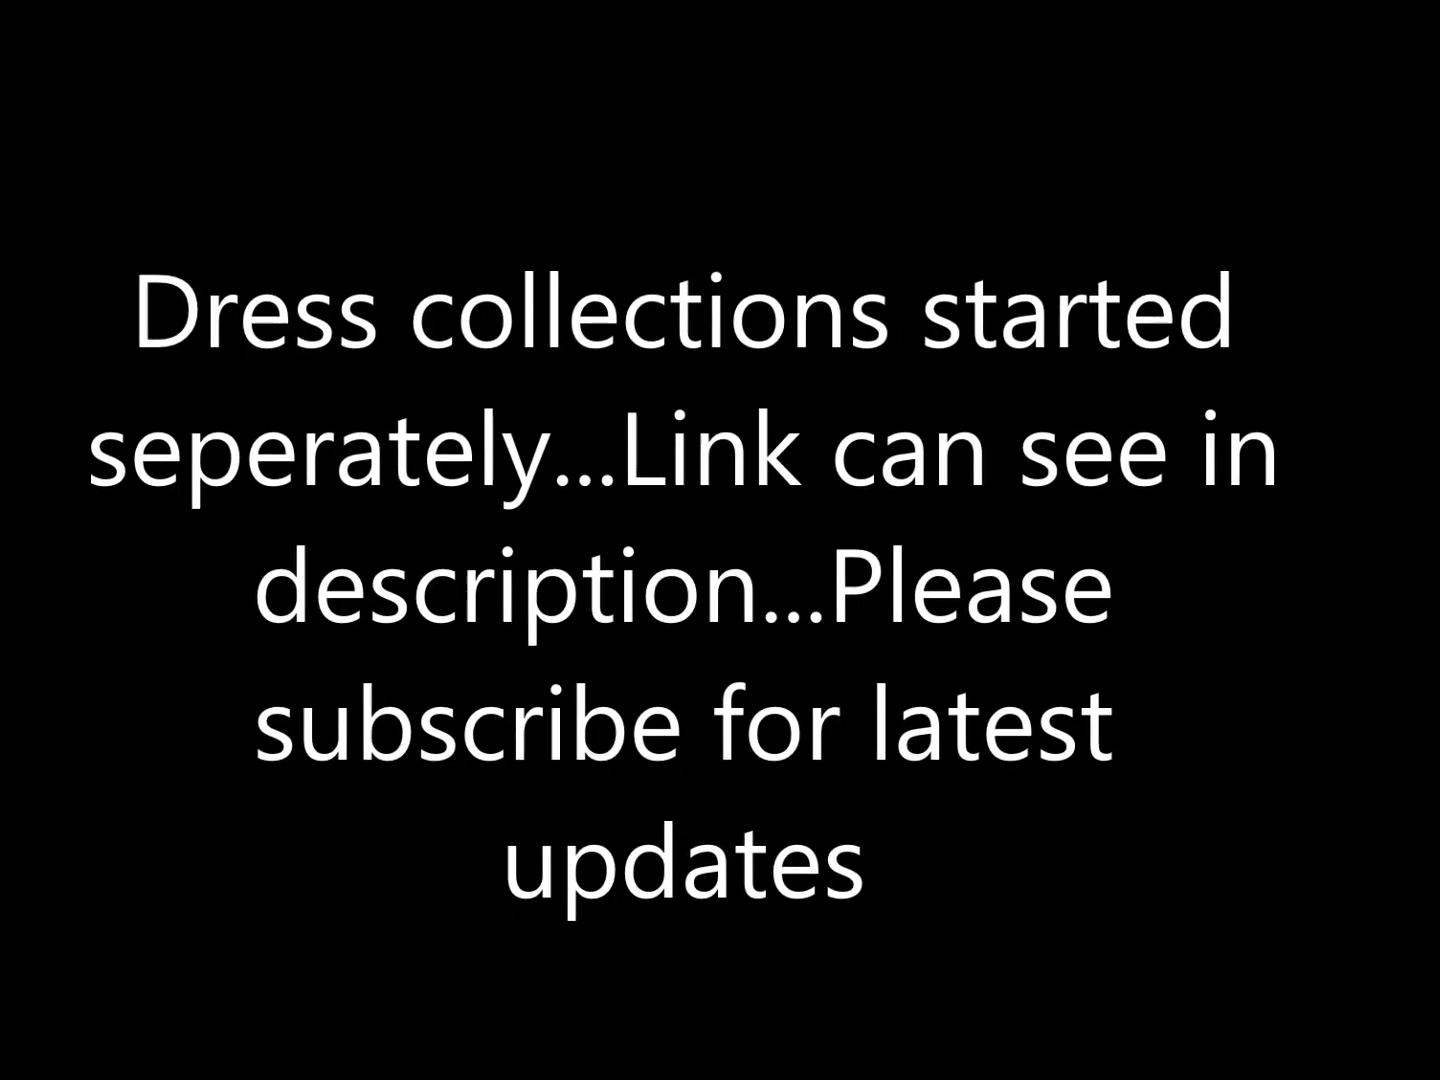 Dress collections started
seperately...Link can see in
description...Please
subscribe for latest
updates